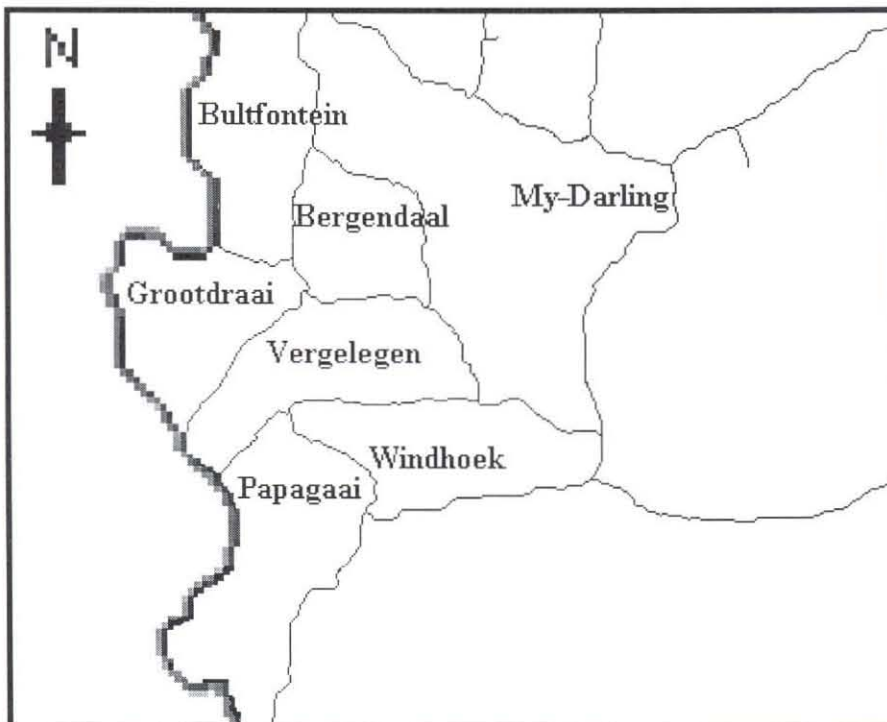 N
Bultfontein
My-Darling
Bergendaal
Grootdraai
Vergelegen
Windhoek
Papagaai